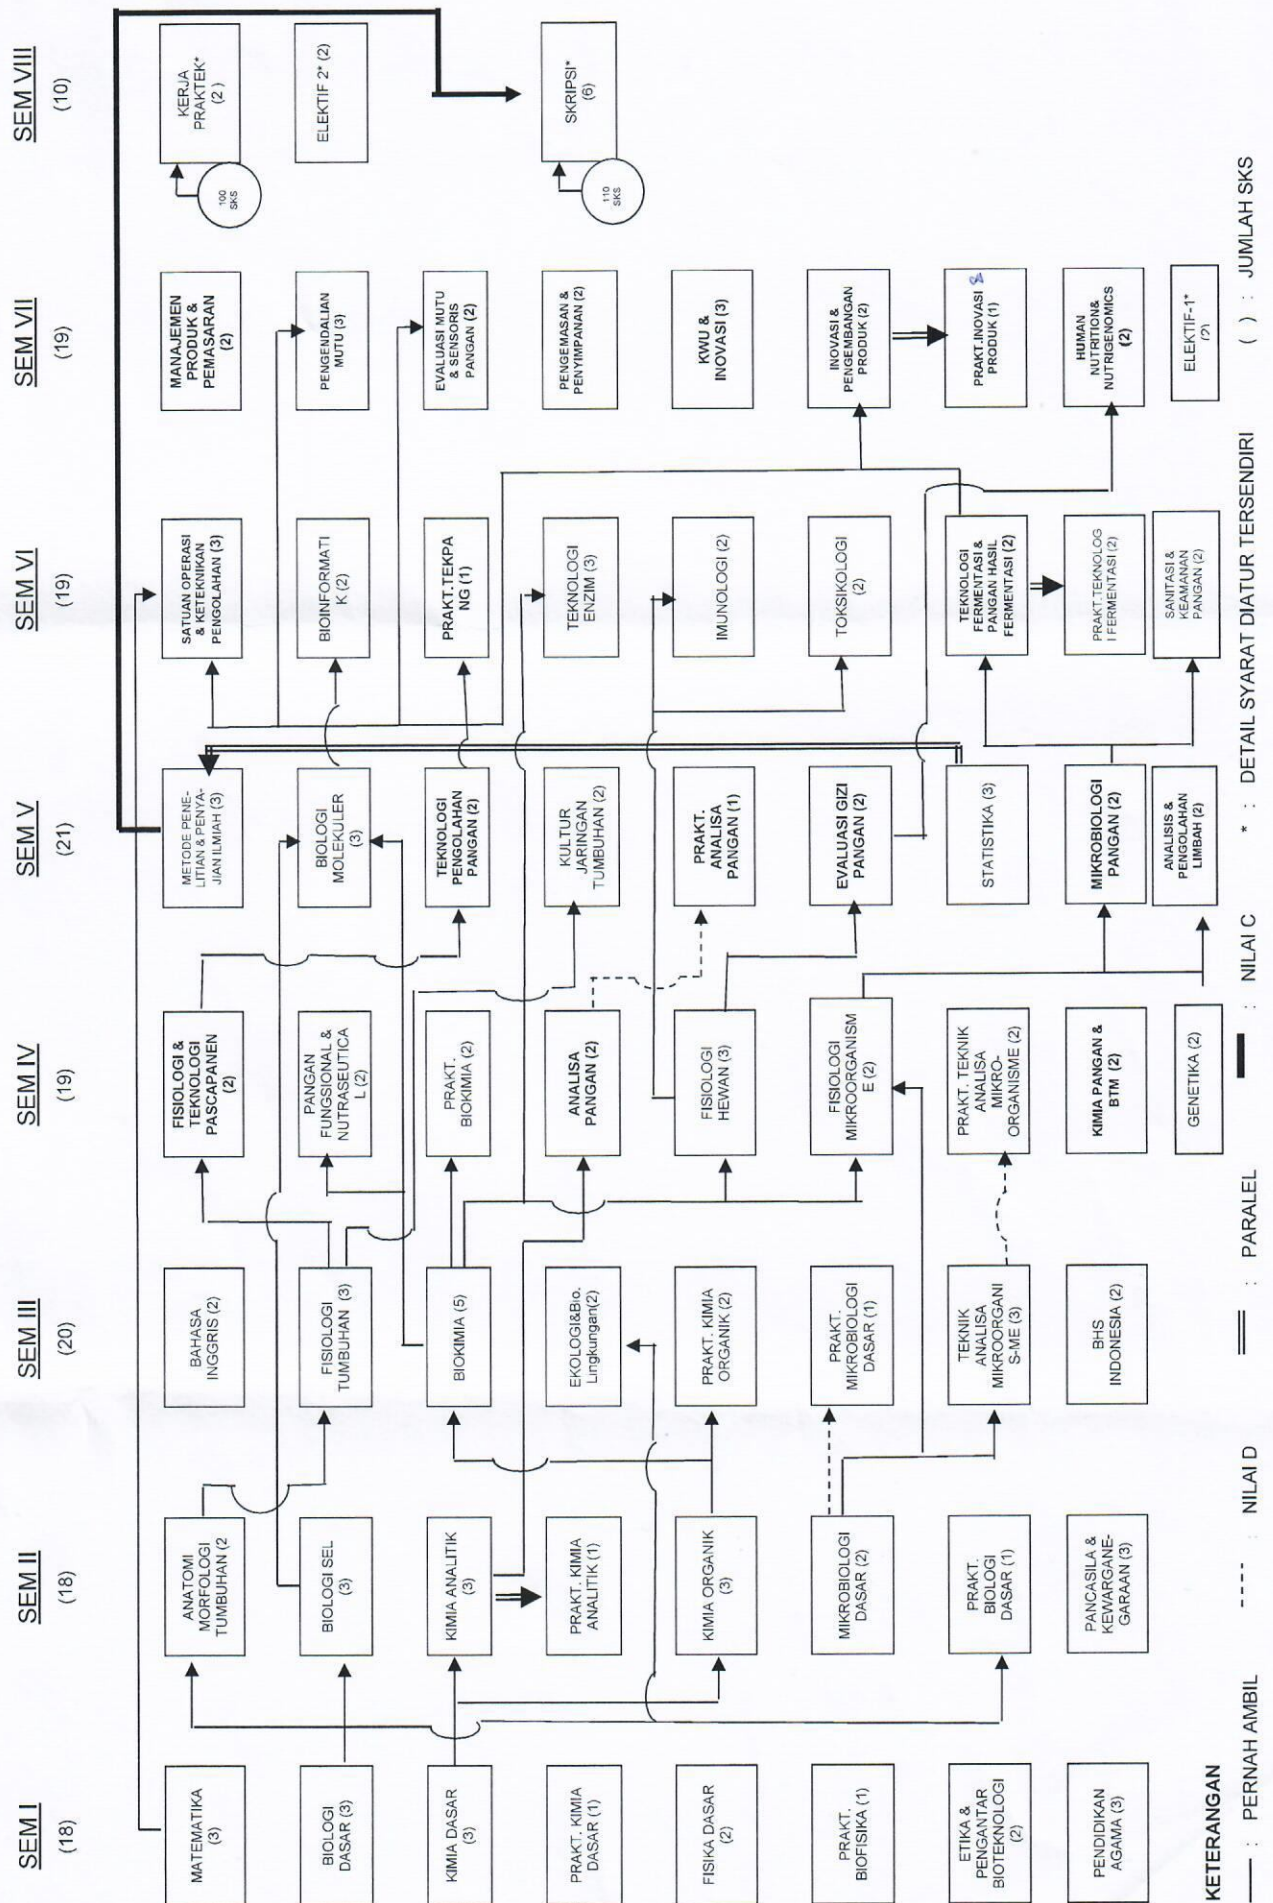 SEM I
(18)
MATEMATIKA
(3)
BIOLOGI
DASAR (3)
KIMIA DASAR
(3)
PRAKT. KIMIA
DASAR (1)
FISIKA DASAR
(2)
PRAKT.
BIOFISIKA (1)
ETIKA &
PENGANTAR
BIOTEKNOLOGI
(2)
PENDIDIKAN
AGAMA (3)
SEM II
(18)
ANATOMI
MORFOLOGI
TUMBUHAN (2
BIOLOGI SEL
(3)
KIMIA ANALITIK
(3)
PRAKT. KIMIA
ANALITIK (1)
KIMIA ORGANIK
(3)
MIKROBIOLOGI
DASAR (2)
PRAKT.
BIOLOGI
DASAR (1)
PANCASILA &
KEWARGANE-
GARAAN (3)
SEM III
(20)
BAHASA
INGGRIS (2)
FISIOLOGI
TUMBUHAN (3)
BIOKIMIA (5)
EKOLOGI&Bio.
Lingkungan(2)
PRAKT. KIMIA
ORGANIK (2)
PRAKT.
MIKROBIOLOGI
DASAR (1)
TEKNIK
ANALISA
MIKROORGANI
S-ME (3)
BHS
INDONESIA (2)
SEM IV
(19)
FISIOLOGI &
TEKNOLOGI
PASCAPANEN
(2)
PANGAN
FUNGSIONAL &
NUTRASEUTICA
L (2)
PRAKT.
BIOKIMIA (2)
ANALISA
PANGAN (2)
FISIOLOGI
HEWAN (3)
FISIOLOGI
MIKROORGANISM
E (2)
PRAKT. TEKNIK
ANALISA
MIKRO-
ORGANISME (2)
KIMIA PANGAN &
BTM (2)
GENETIKA (2)
SEM V
(21)
METODE PENE-
LITIAN & PENYA-
JIAN ILMIAH (3)
BIOLOGI
MOLEKULER
(3)
TEKNOLOGI
PENGOLAHAN
PANGAN (2)
KULTUR
JARINGAN
TUMBUHAN (2)
PRAKT.
ANALISA
PANGAN (1)
EVALUASI GIZI
PANGAN (2)
STATISTIKA (3)
MIKROBIOLOGI
PANGAN (2)
ANALISIS &
PENGOLAHAN
LIMBAH (2)
SEM VI
(19)
SATUAN OPERASI
& KETEKNIKAN
PENGOLAHAN (3)
BIOINFORMATI
K (2)
PRAKT.TEKPA
NG (1)
TEKNOLOGI
ENZIM (3)
IMUNOLOGI (2)
TOKSIKOLOGI
(2)
TEKNOLOGI
FERMENTASI &
PANGAN HASIL
FERMENTASI (2)
PRAKT.TEKNOLOG
I FERMENTASI (2)
SANITASI &
KEAMANAN
PANGAN (2)
SEM VII
(19)
MANAJEMEN
PRODUK &
PEMASARAN
(2)
PENGENDALIAN
MUTU (3)
EVALUASI MUTU
& SENSORIS
PANGAN (2)
PENGEMASAN &
PENYIMPANAN (2)
KWU &
INOVASI (3)
INOVASI &
PENGEMBANGAN
PRODUK (2)
PRAKT.INOVASI &
PRODUK (1)
HUMAN
NUTRITION&
NUTRIGENOMICS
(2)
ELEKTIF-1*
(2)
SEM VIII
(10)
KERJA
PRAKTEK*
(2 )
100
SKS
ELEKTIF 2* (2)
SKRIPSI*
(6)
110
SKS
KETERANGAN
: PERNAH AMBIL ---- : NILAI D : PARALEL : NILAI C * : DETAIL SYARAT DIATUR TERSENDIRI ( ) : JUMLAH SKS